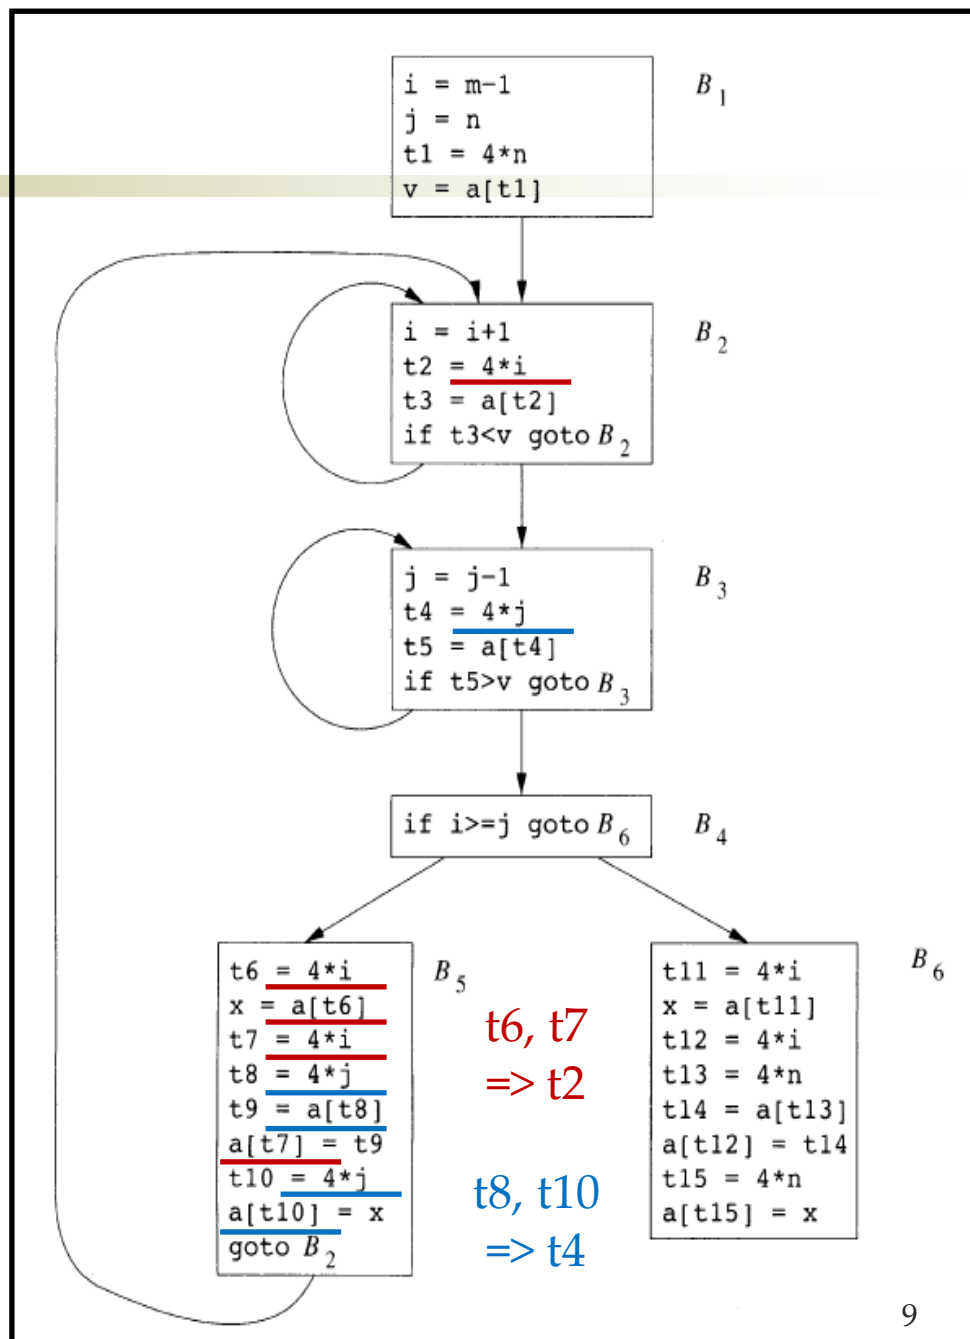 i = m-1
j = n
t1 = 4*n
v = a[t1]
B1
i = i+1
t2 = 4*i
t3 = a[t2]
if t3<v goto B2
B2
j = j-1
t4 = 4*j
t5 = a[t4]
if t5>v goto B3
B3
if i>=j goto B6
B4
t6 = 4*i
x = a[t6]
t7 = 4*i
t8 = 4*j
t9 = a[t8]
a[t7] = t9
t10 = 4*j
a[t10] = x
goto B2
B5
t6, t7
=> t2
t8, t10
=> t4
t11 = 4*i
x = a[t11]
t12 = 4*i
t13 = 4*n
t14 = a[t13]
a[t12] = t14
t15 = 4*n
a[t15] = x
B6
9